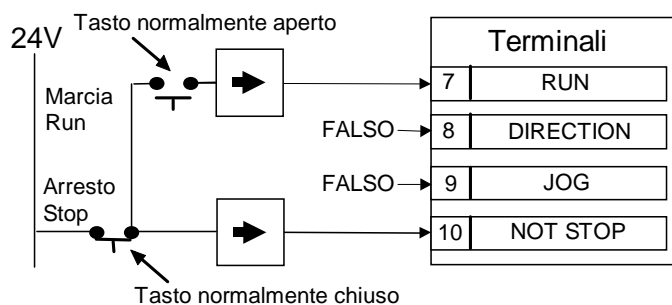 24V
Tasto normalmente aperto
Terminali
Marcia
Run
7 RUN
FALSO 8 DIRECTION
FALSO 9 JOG
Arresto
Stop
10 NOT STOP
Tasto normalmente chiuso